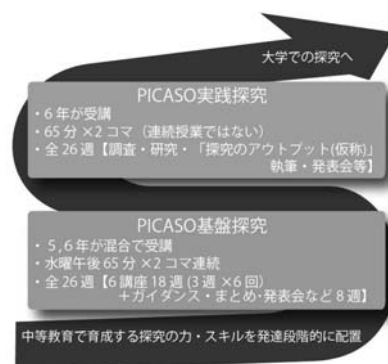 大学での探究へ
PICASO実践探究
・6年が受講
・65分×2コマ（連続授業ではない）
・全26週【調査・研究・「探究のアウトプット(仮称)」
執筆・発表会等】
PICASO基盤探究
・5,6年が混合で受講
・水曜午後65分×2コマ連続
・全26週【6講座18週(3週×6回)
＋ガイダンス・まとめ･発表会など8週】
中等教育で育成する探究の力・スキルを発達段階的に配置